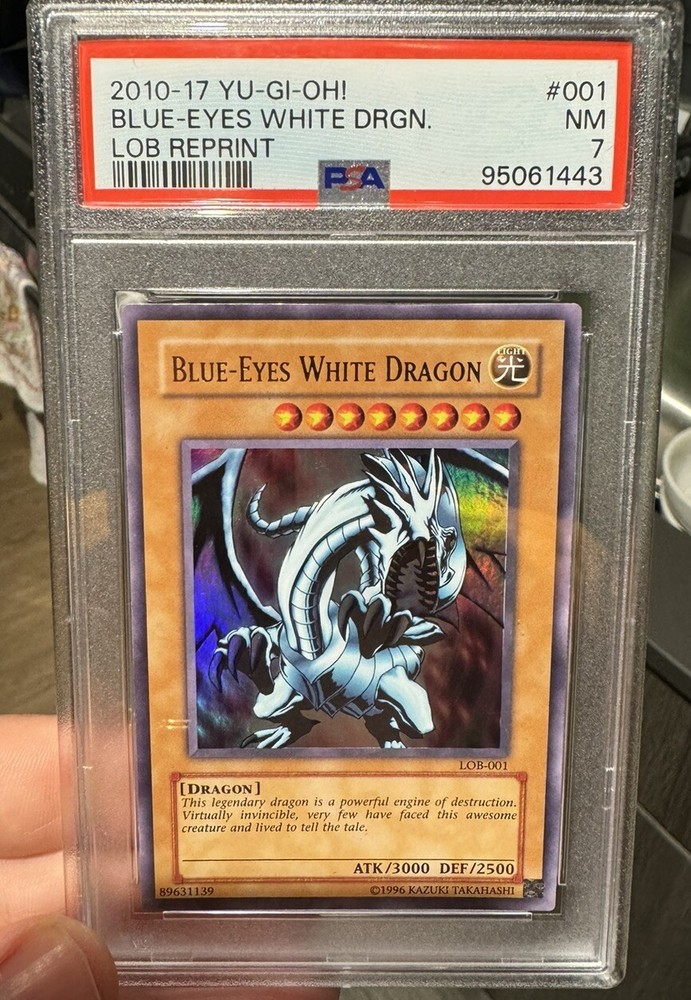 2010-17 YU-GI-OH! #001
BLUE-EYES WHITE DRGN. NM
LOB REPRINT 7
PSA 95061443
BLUE-EYES WHITE DRAGON
LIGHT
光
LOB-001
[DRAGON]
This legendary dragon is a powerful engine of destruction.
Virtually invincible, very few have faced this awesome
creature and lived to tell the tale.
ATK/3000 DEF/2500
89631139 ©1996 KAZUKI TAKAHASHI